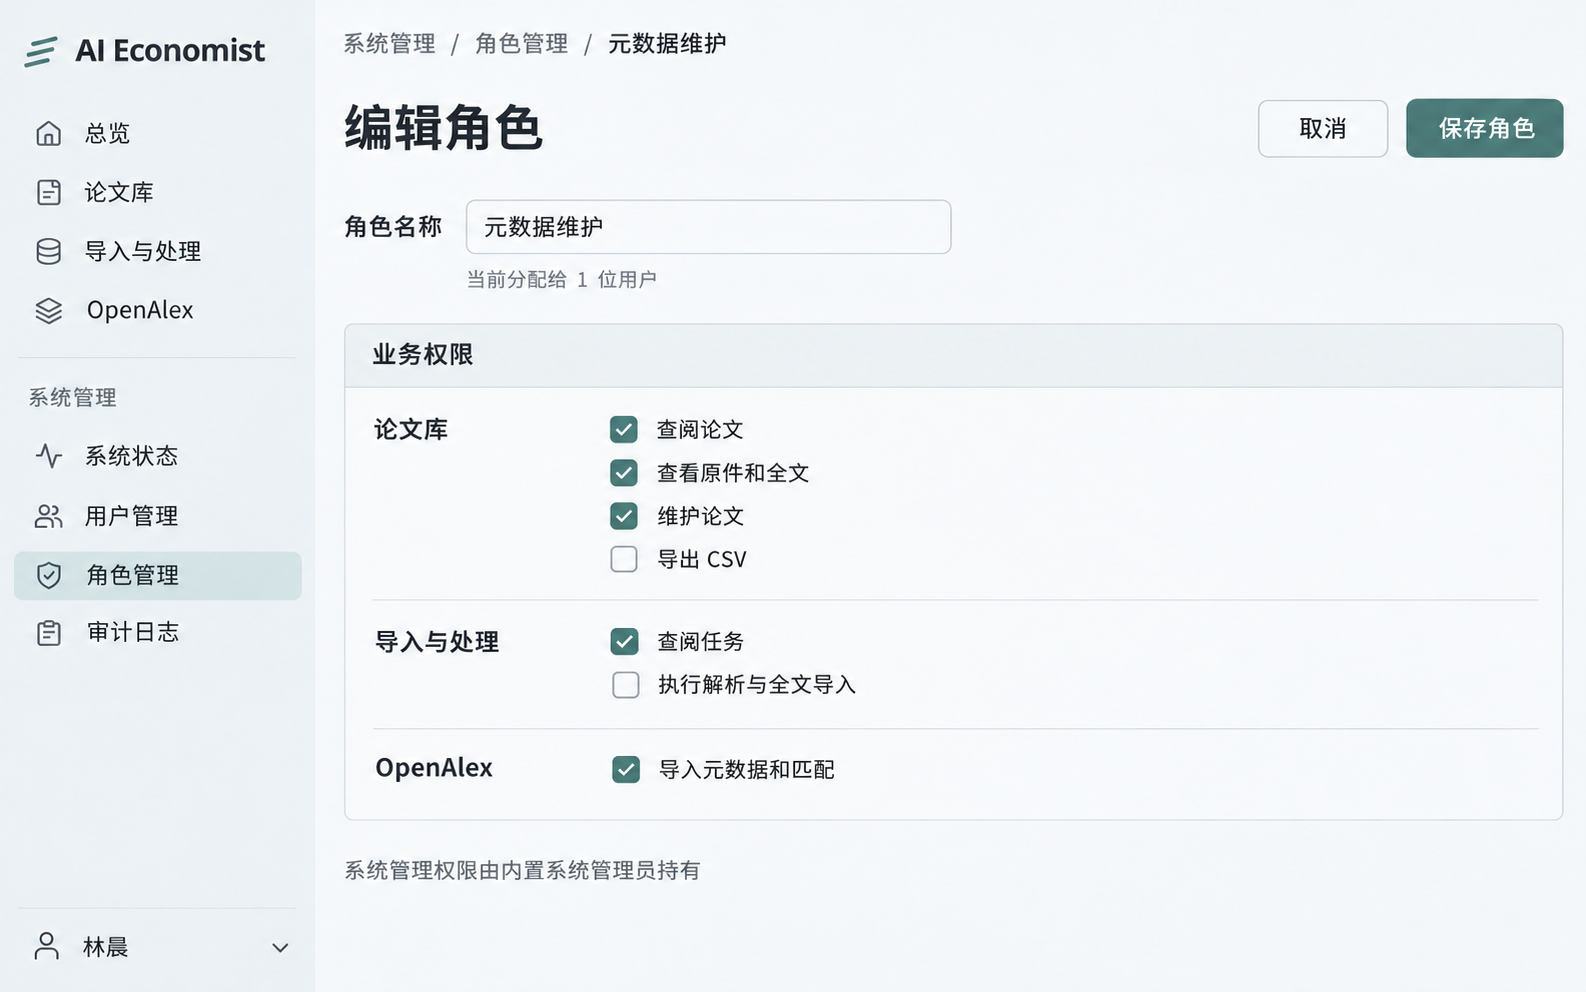 AI Economist
总览
论文库
导入与处理
OpenAlex
系统管理
系统状态
用户管理
角色管理
审计日志
林晨
系统管理 / 角色管理 / 元数据维护
编辑角色
取消
保存角色
角色名称
元数据维护
当前分配给 1 位用户
业务权限
论文库
查阅论文
查看原件和全文
维护论文
导出 CSV
导入与处理
查阅任务
执行解析与全文导入
OpenAlex
导入元数据和匹配
系统管理权限由内置系统管理员持有